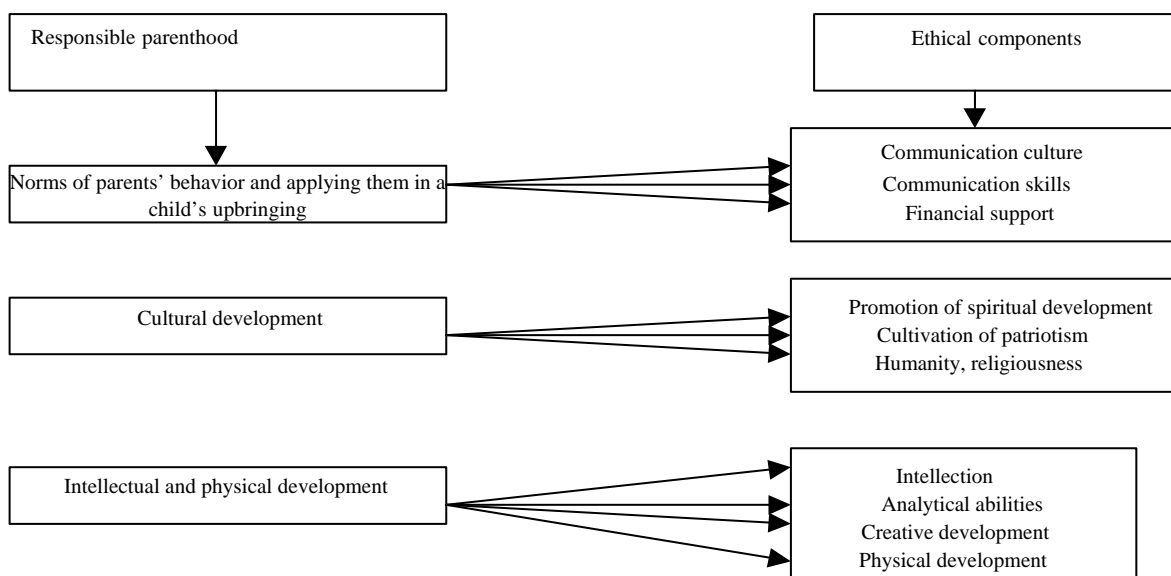 Responsible parenthood
Ethical components
Norms of parents’ behavior and applying them in a
child’s upbringing
Communication culture
Communication skills
Financial support
Cultural development
Promotion of spiritual development
Cultivation of patriotism
Humanity, religiousness
Intellectual and physical development
Intellection
Analytical abilities
Creative development
Physical development